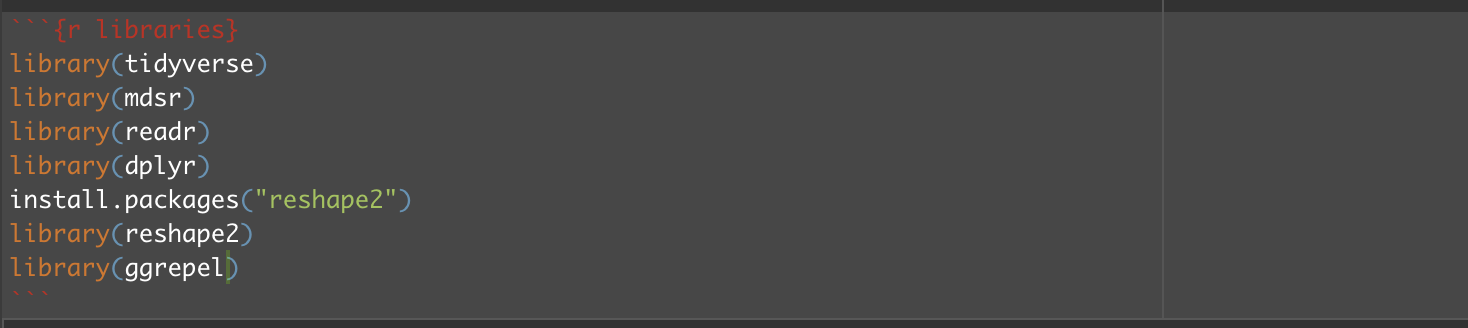 ```{r libraries}
library(tidyverse)
library(mdsr)
library(readr)
library(dplyr)
install.packages("reshape2")
library(reshape2)
library(ggrepel)
```